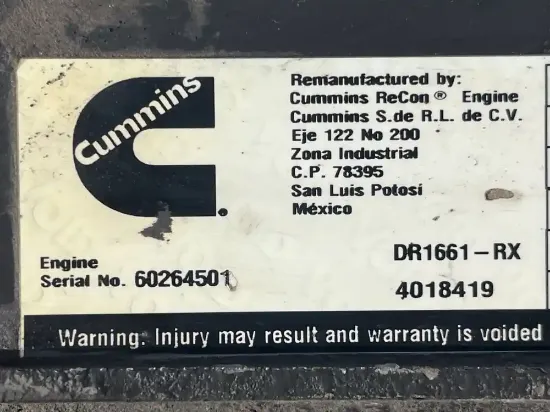 Cummins
Remanufactured by:
Cummins ReCon® Engine
Cummins S.de R.L. de C.V.
Eje 122 No 200
Zona Industrial
C.P. 78395
San Luis Potosí
México
Engine
Serial No. 60264501
DR1661-RX
4018419
Warning: Injury may result and warranty is voided